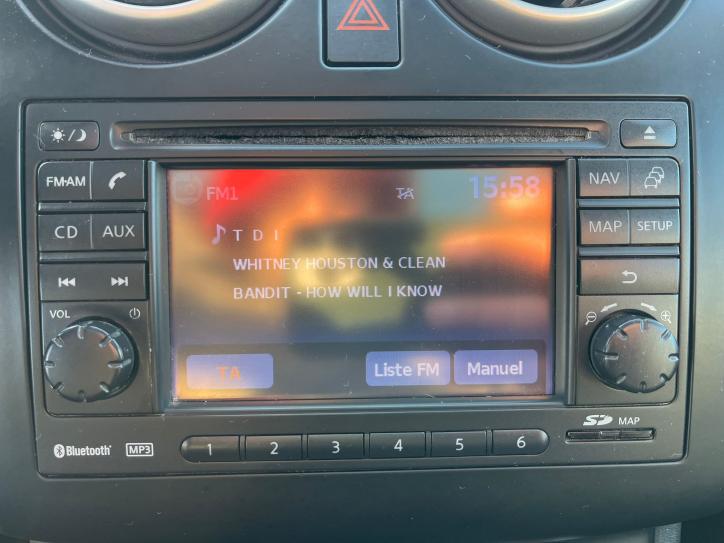 FM·AM
CD AUX
VOL
FM1 TA 15:58
T D I
WHITNEY HOUSTON & CLEAN
BANDIT - HOW WILL I KNOW
TA Liste FM Manuel
NAV
MAP SETUP
Bluetooth MP3
1 2 3 4 5 6
SD MAP